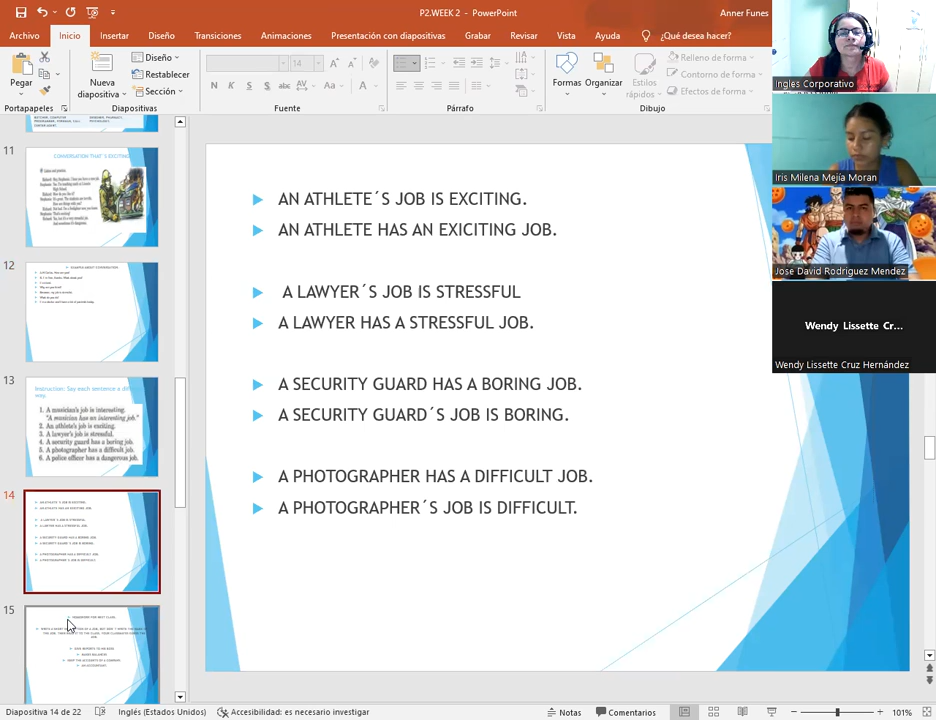 P2.WEEK 2 - PowerPoint
Anner Funes
Archivo Inicio Insertar Diseño Transiciones Animaciones Presentación con diapositivas Grabar Revisar Vista Ayuda ¿Qué desea hacer?
Pegar
Nueva diapositiva
Diseño
Restablecer
Sección
14
N K S abc AV Aa A
Formas Organizar Estilos rápidos
Relleno de forma
Contorno de forma
Efectos de forma
Portapapeles Diapositivas Fuente Párrafo Dibujo
11
CONVERSATION THAT´S EXCITING
12
13
Instruction: Say each sentence a
way.
1. A musician's job is interesting.
"A musician has an interesting job."
2. An athlete's job is exciting.
3. A lawyer's job is stressful.
4. A security guard has a boring job.
5. A photographer has a difficult job.
6. A police officer has a dangerous job.
14
15
AN ATHLETE´S JOB IS EXCITING.
AN ATHLETE HAS AN EXICITING JOB.
A LAWYER´S JOB IS STRESSFUL
A LAWYER HAS A STRESSFUL JOB.
A SECURITY GUARD HAS A BORING JOB.
A SECURITY GUARD´S JOB IS BORING.
A PHOTOGRAPHER HAS A DIFFICULT JOB.
A PHOTOGRAPHER´S JOB IS DIFFICULT.
Ingles Corporativo
Iris Milena Mejía Moran
Jose David Rodriguez Mendez
Wendy Lissette Cr...
Wendy Lissette Cruz Hernández
Diapositiva 14 de 22 Inglés (Estados Unidos) Accesibilidad: es necesario investigar Notas Comentarios 101%